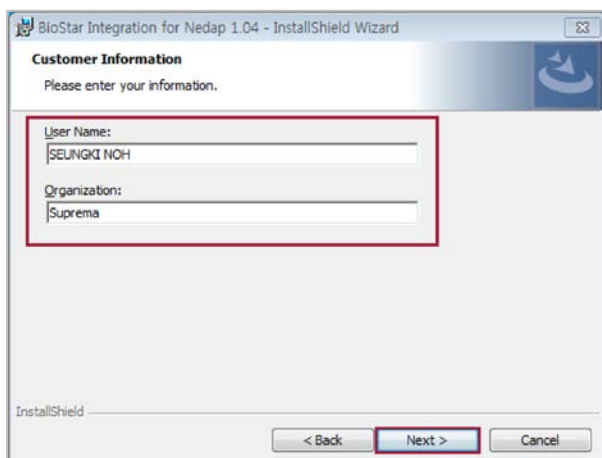 BioStar Integration for Nedap 1.04 - InstallShield Wizard
Customer Information
Please enter your information.
User Name:
SEUNGKI NOH
Organization:
Suprema
InstallShield
< Back Next > Cancel